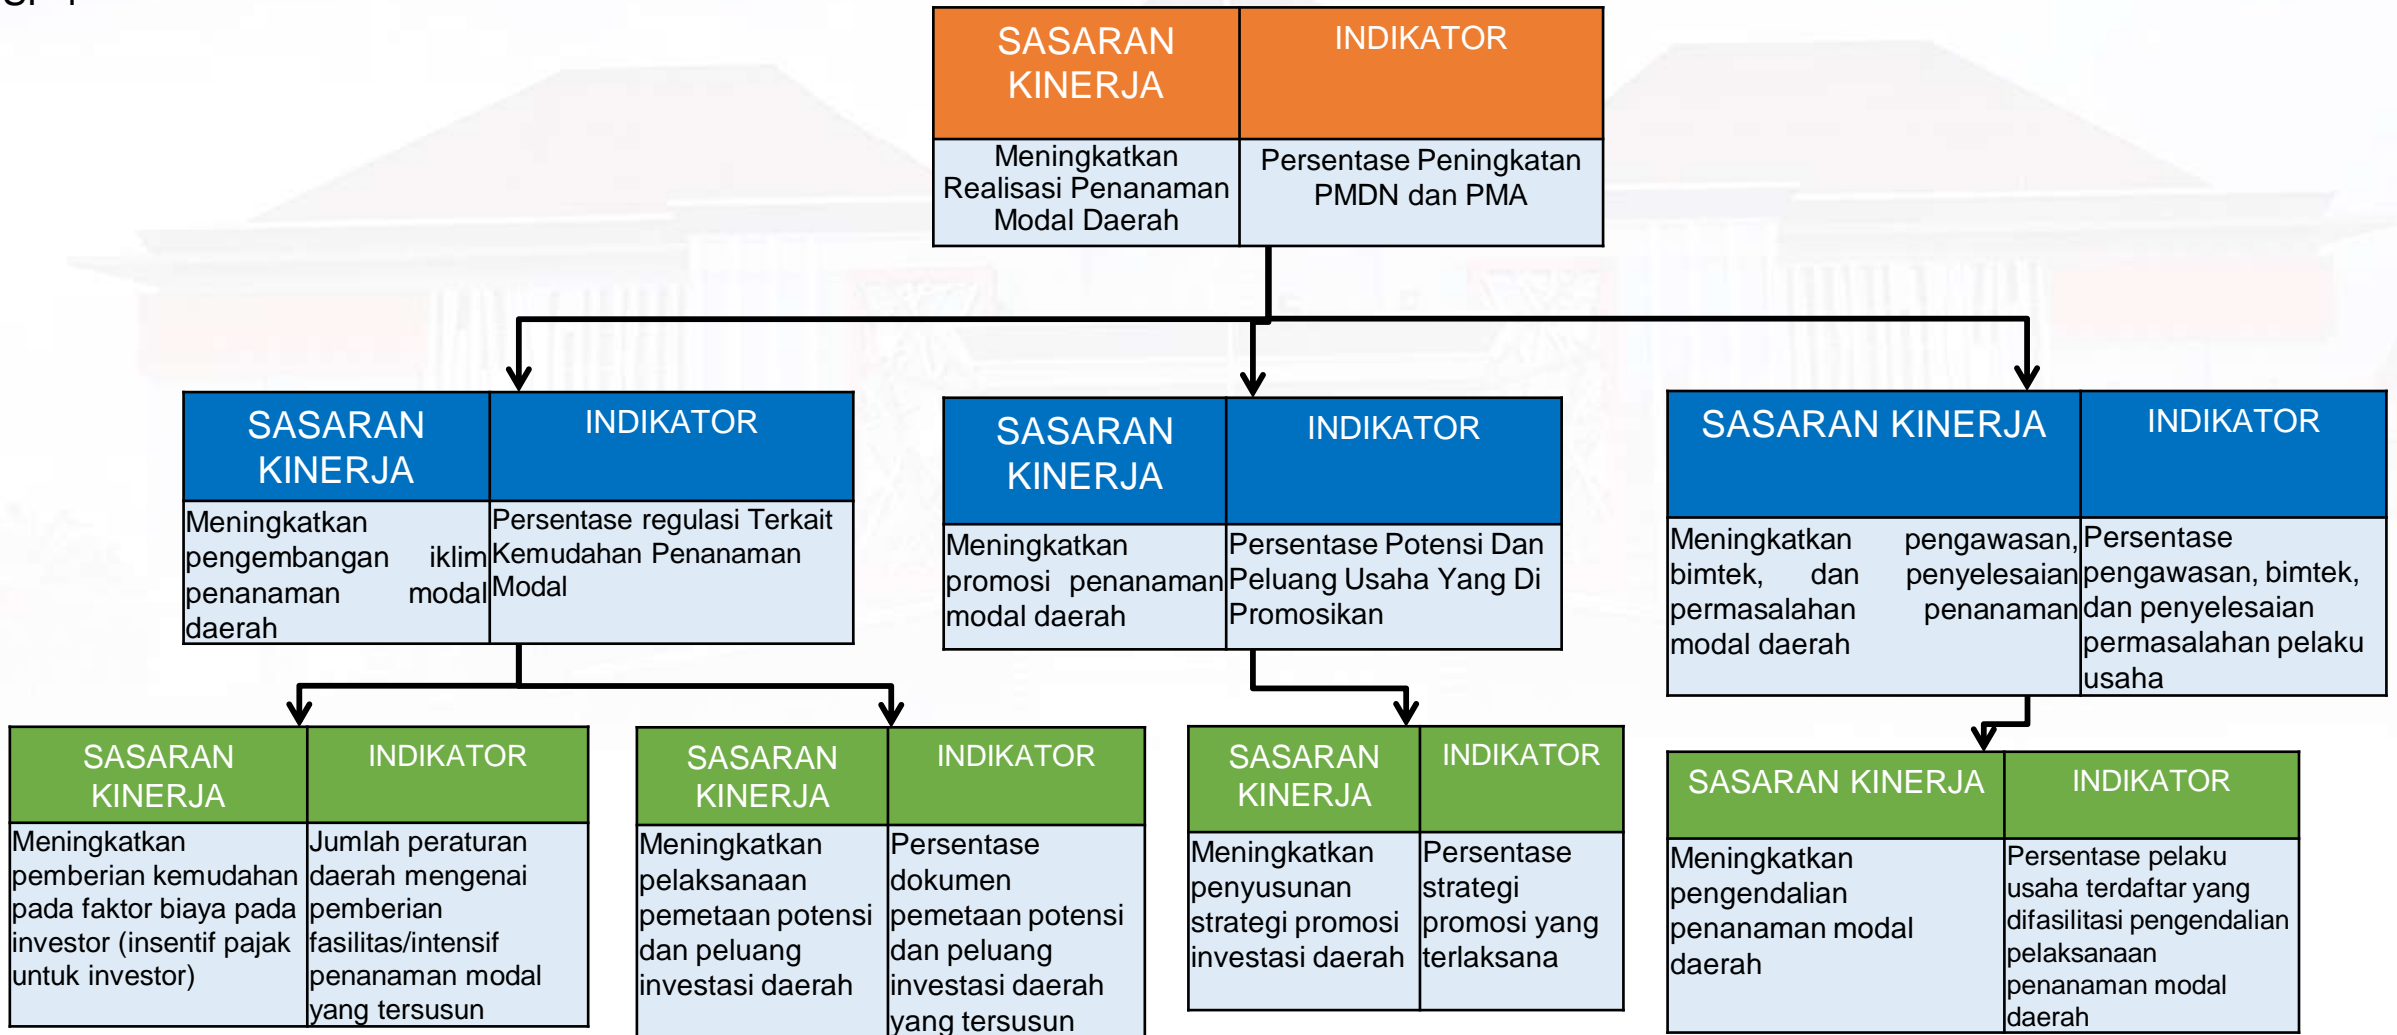 SASARAN
KINERJA
INDIKATOR
Meningkatkan
Realisasi Penanaman
Modal Daerah
Persentase Peningkatan
PMDN dan PMA
SASARAN
KINERJA
INDIKATOR
Meningkatkan
pengembangan iklim
penanaman modal
daerah
Persentase regulasi Terkait
Kemudahan Penanaman
Modal
SASARAN
KINERJA
INDIKATOR
Meningkatkan
promosi penanaman
modal daerah
Persentase Potensi Dan
Peluang Usaha Yang Di
Promosikan
SASARAN KINERJA
INDIKATOR
Meningkatkan pengawasan,
bimtek, dan penyelesaian
permasalahan penanaman
modal daerah
Persentase
pengawasan, bimtek,
dan penyelesaian
permasalahan pelaku
usaha
SASARAN
KINERJA
INDIKATOR
Meningkatkan
pemberian kemudahan
pada faktor biaya pada
investor (insentif pajak
untuk investor)
Jumlah peraturan
daerah mengenai
pemberian
fasilitas/intensif
penanaman modal
yang tersusun
SASARAN
KINERJA
INDIKATOR
Meningkatkan
pelaksanaan
pemetaan potensi
dan peluang
investasi daerah
Persentase
dokumen
pemetaan potensi
dan peluang
investasi daerah
yang tersusun
SASARAN
KINERJA
INDIKATOR
Meningkatkan
penyusunan
strategi promosi
investasi daerah
Persentase
strategi
promosi yang
terlaksana
SASARAN KINERJA
INDIKATOR
Meningkatkan
pengendalian
penanaman modal
daerah
Persentase pelaku
usaha terdaftar yang
difasilitasi pengendalian
pelaksanaan
penanaman modal
daerah